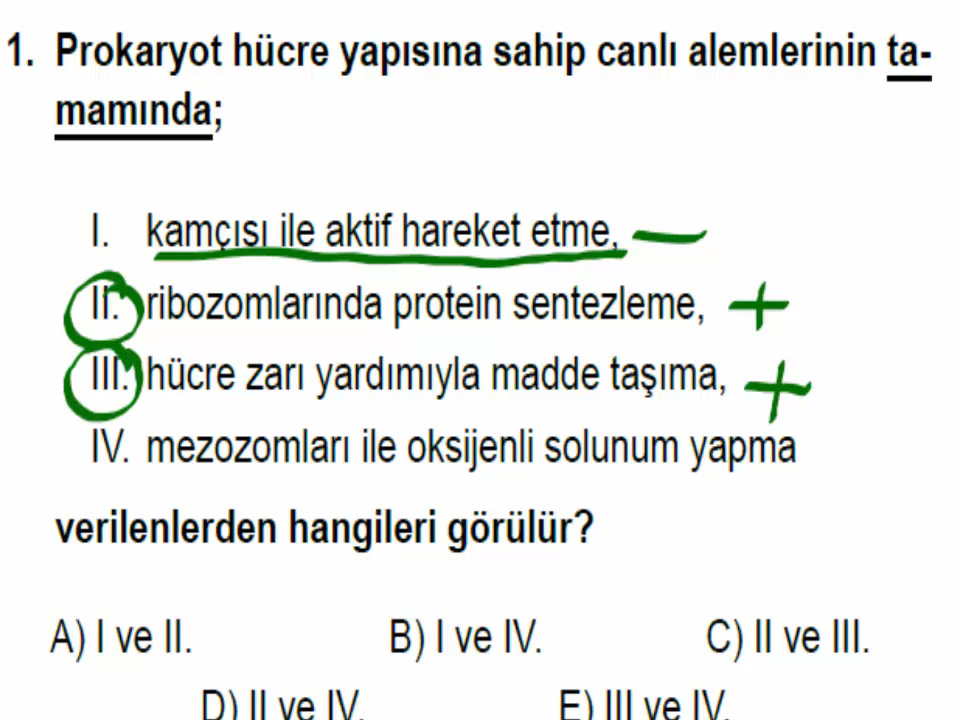 1. Prokaryot hücre yapısına sahip canlı alemlerinin ta-
mamında;
I. kamçısı ile aktif hareket etme, −
II. ribozomlarında protein sentezleme, +
III. hücre zarı yardımıyla madde taşıma, +
IV. mezozomları ile oksijenli solunum yapma
verilenlerden hangileri görülür?
A) I ve II. B) I ve IV. C) II ve III.
D) II ve IV. E) III ve IV.